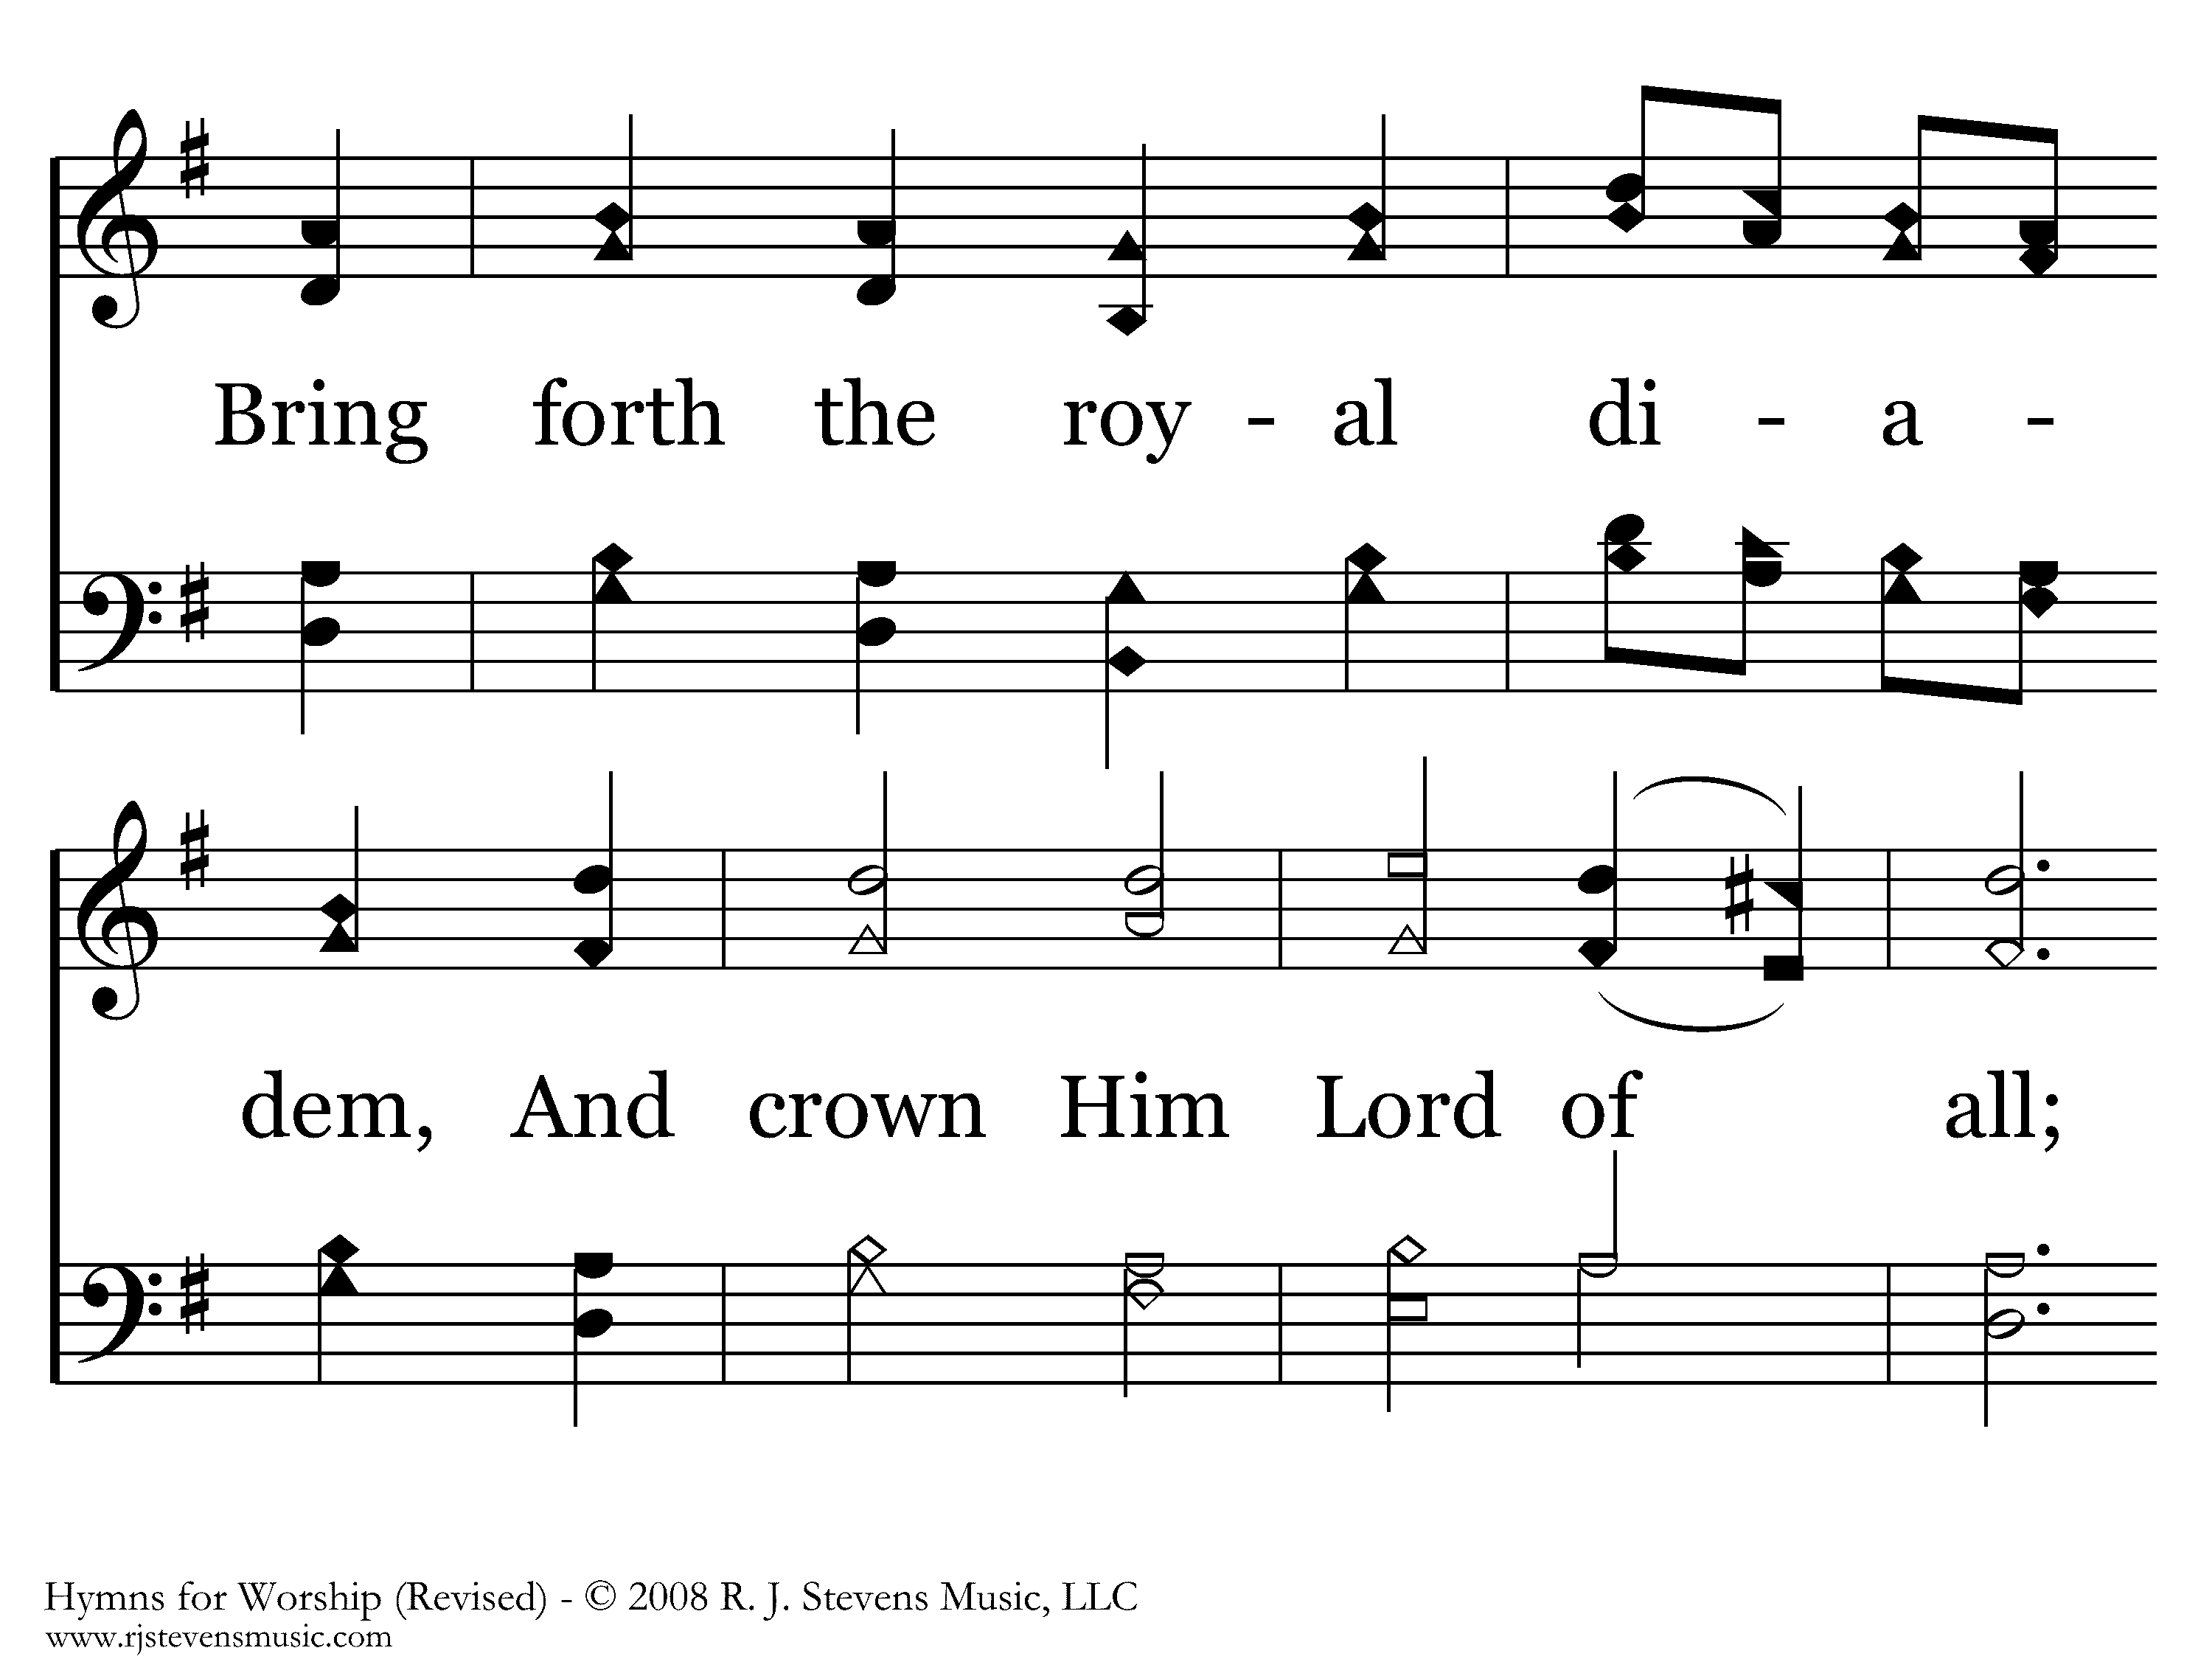 Bring forth the roy - al di - a -
dem, And crown Him Lord of all;
Hymns for Worship (Revised) - © 2008 R. J. Stevens Music, LLC
www.rjstevensmusic.com